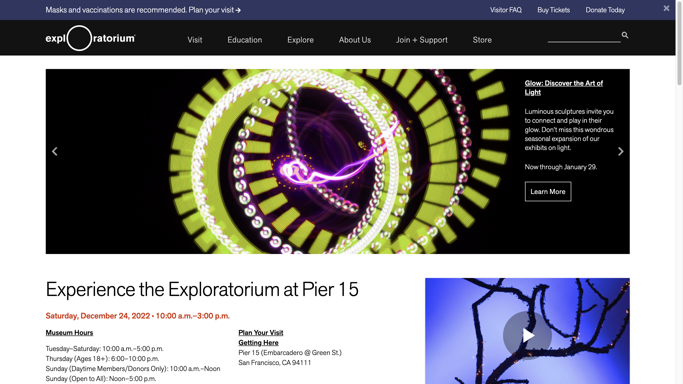 Masks and vaccinations are recommended. Plan your visit →
Visitor FAQ
Buy Tickets
Donate Today
exploratorium
Visit
Education
Explore
About Us
Join + Support
Store
Glow: Discover the Art of
Light
Luminous sculptures invite you
to connect and play in their
glow. Don't miss this wondrous
seasonal expansion of our
exhibits on light.
Now through January 29.
Learn More
Experience the Exploratorium at Pier 15
Saturday, December 24, 2022 • 10:00 a.m.–3:00 p.m.
Museum Hours
Tuesday–Saturday: 10:00 a.m.–5:00 p.m.
Thursday (Ages 18+): 6:00–10:00 p.m.
Sunday (Daytime Members/Donors Only): 10:00 a.m.–Noon
Sunday (Open to All): Noon–5:00 p.m.
Plan Your Visit
Getting Here
Pier 15 (Embarcadero @ Green St.)
San Francisco, CA 94111